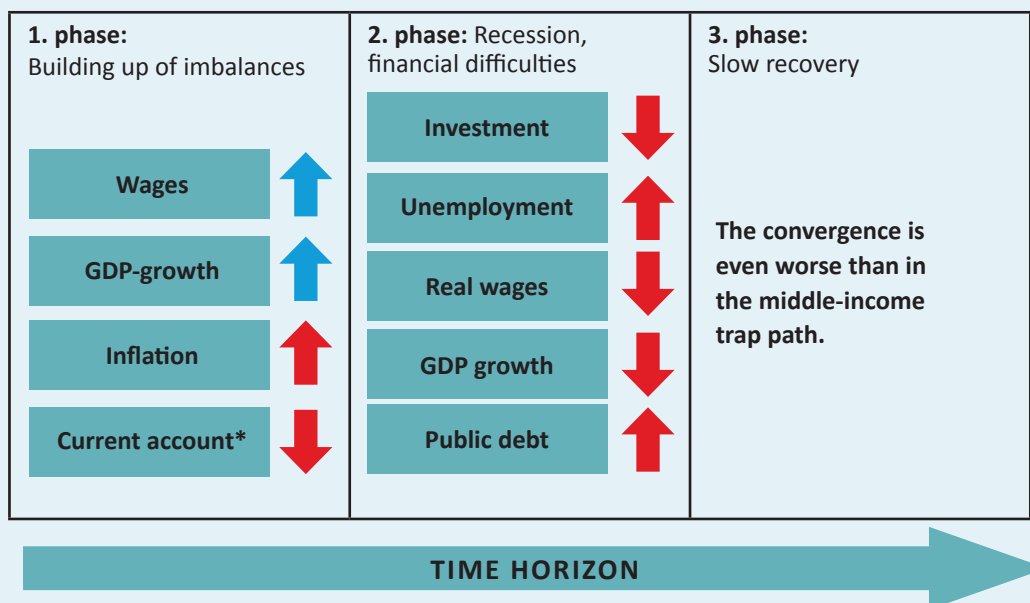 1. phase:
Building up of imbalances
Wages
GDP-growth
Inflation
Current account*
2. phase: Recession,
financial difficulties
Investment
Unemployment
Real wages
GDP growth
Public debt
3. phase:
Slow recovery
The convergence is
even worse than in
the middle-income
trap path.
TIME HORIZON